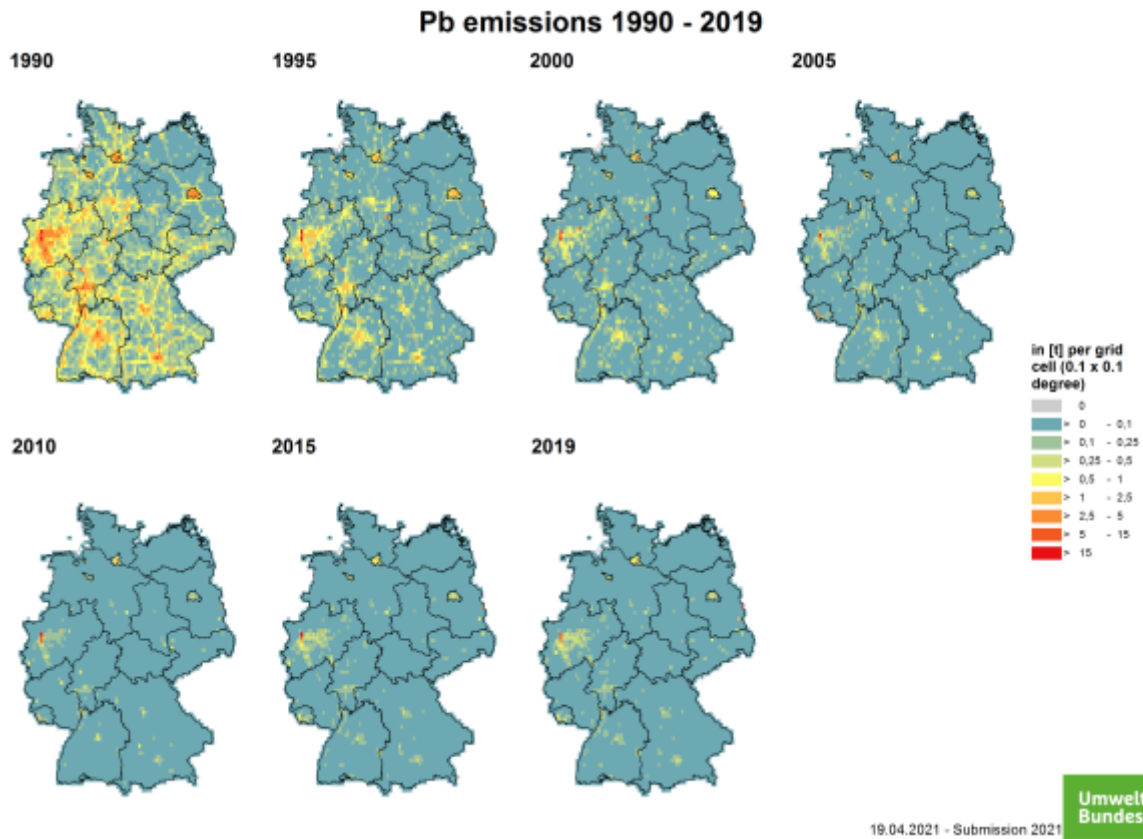 Pb emissions 1990 - 2019
1990
1995
2000
2005
2010
2015
2019
in [t] per grid
cell (0.1 x 0.1
degree)
0
> 0 - 0,1
> 0,1 - 0,25
> 0,25 - 0,5
> 0,5 - 1
> 1 - 2,5
> 2,5 - 5
> 5 - 15
> 15
19.04.2021 - Submission 2021
Umwelt
Bundes